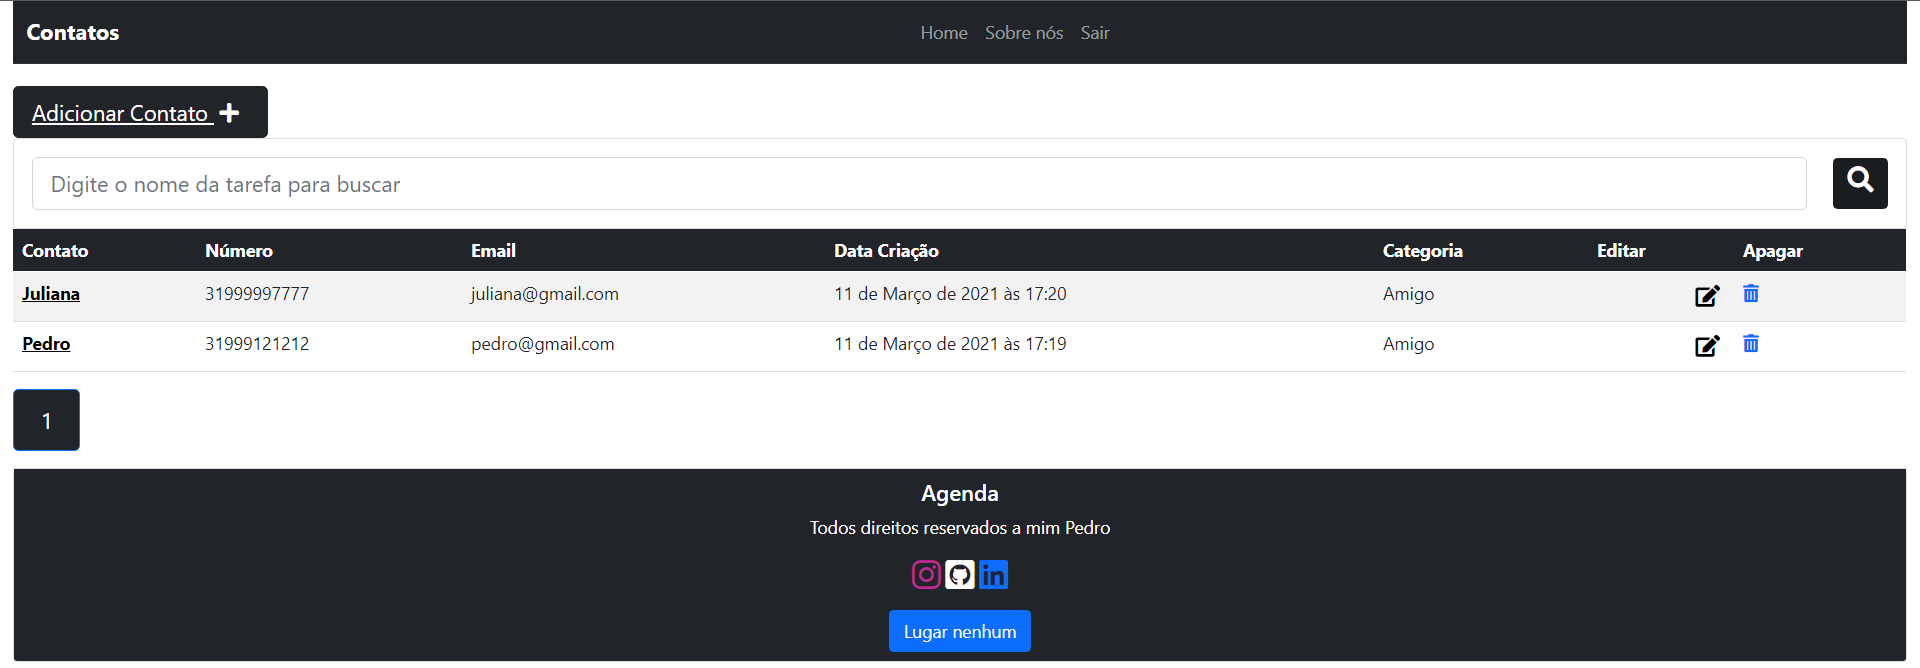 Contatos Home Sobre nós Sair
Adicionar Contato
Digite o nome da tarefa para buscar
Contato Número Email Data Criação Categoria Editar Apagar
Juliana 31999997777 juliana@gmail.com 11 de Março de 2021 às 17:20 Amigo
Pedro 31999121212 pedro@gmail.com 11 de Março de 2021 às 17:19 Amigo
1
Agenda
Todos direitos reservados a mim Pedro
in
Lugar nenhum